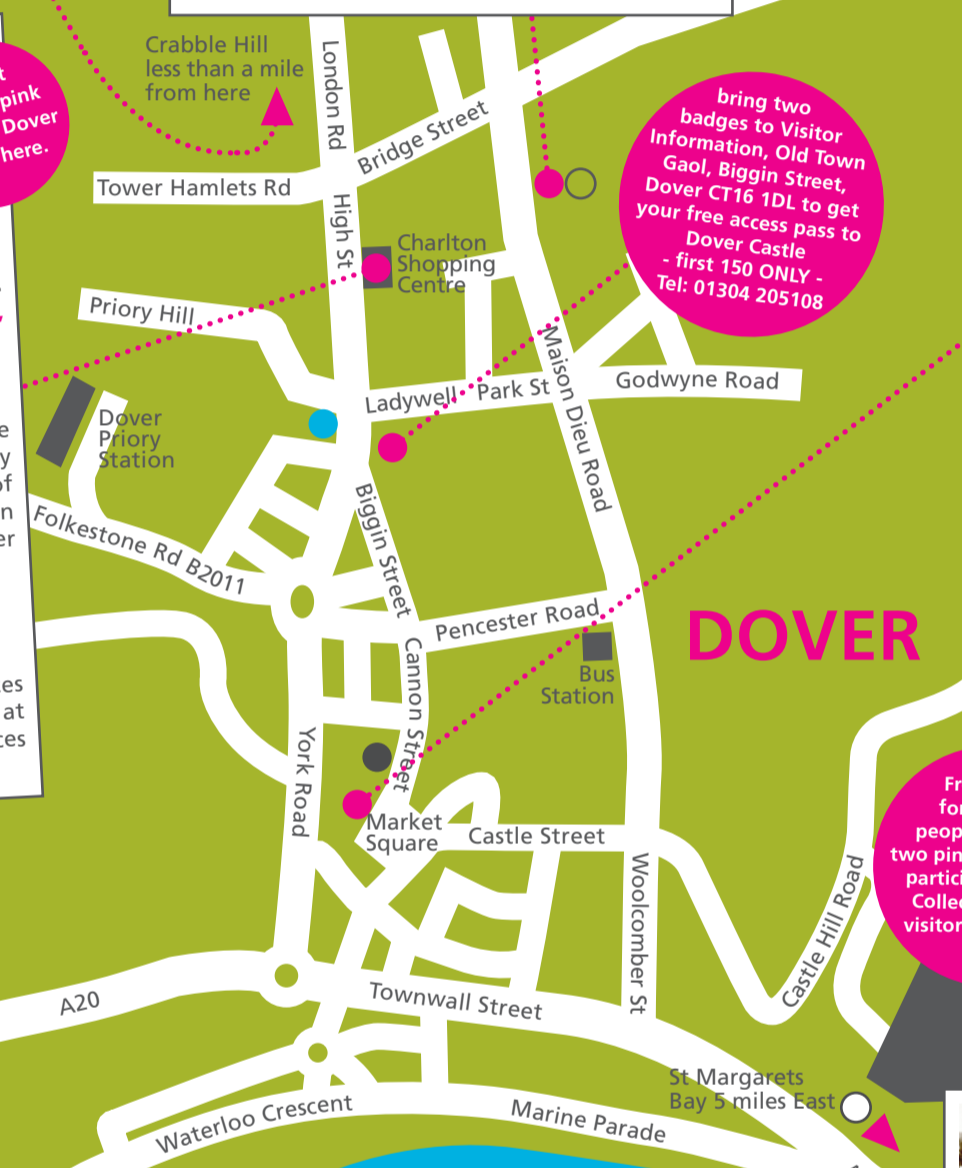 Crabble Hill
less than a mile
from here
London Rd
Bridge Street
Tower Hamlets Rd
High St
pink
Dover
here.
bring two
badges to Visitor
Information, Old Town
Gaol, Biggin Street,
Dover CT16 1DL to get
your free access pass to
Dover Castle
- first 150 ONLY -
Tel: 01304 205108
Charlton
Shopping
Centre
Priory Hill
Ladywell
Park St
Maison Dieu Road
Godwyne Road
Dover
Priory
Station
Folkestone Rd B2011
Biggin Street
Pencester Road
DOVER
Bus
Station
Cannon Street
York Road
at
Market
Square
Castle Street
Woolcomber St
Castle Hill Road
two
A20
Townwall Street
St Margarets
Bay 5 miles East
Waterloo Crescent
Marine Parade